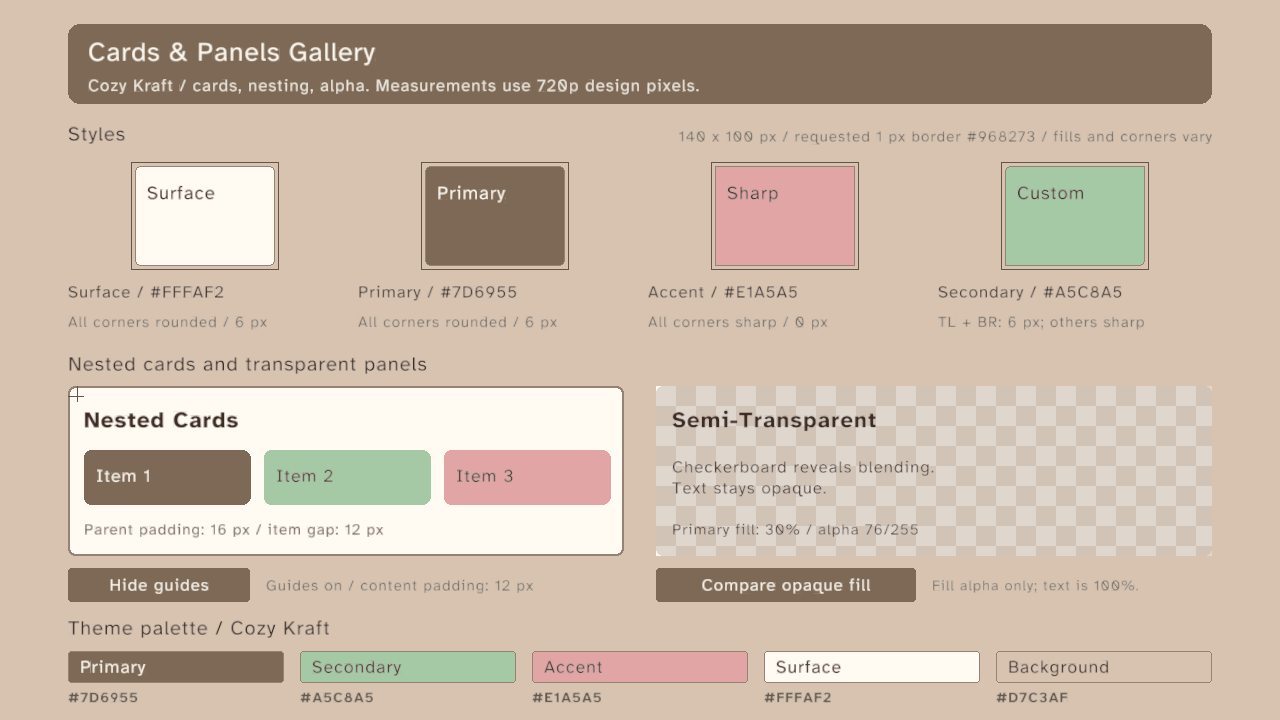 Cards & Panels Gallery
Cozy Kraft / cards, nesting, alpha. Measurements use 720p design pixels.
Styles
140 x 100 px / requested 1 px border #968273 / fills and corners vary
Surface
Primary
Sharp
Custom
Surface / #FFFAF2
Primary / #7D6955
Accent / #E1A5A5
Secondary / #A5C8A5
All corners rounded / 6 px
All corners rounded / 6 px
All corners sharp / 0 px
TL + BR: 6 px; others sharp
Nested cards and transparent panels
Nested Cards
Item 1
Item 2
Item 3
Parent padding: 16 px / item gap: 12 px
Semi-Transparent
Checkerboard reveals blending.
Text stays opaque.
Primary fill: 30% / alpha 76/255
Hide guides
Guides on / content padding: 12 px
Compare opaque fill
Fill alpha only; text is 100%.
Theme palette / Cozy Kraft
Primary
Secondary
Accent
Surface
Background
#7D6955
#A5C8A5
#E1A5A5
#FFFAF2
#D7C3AF